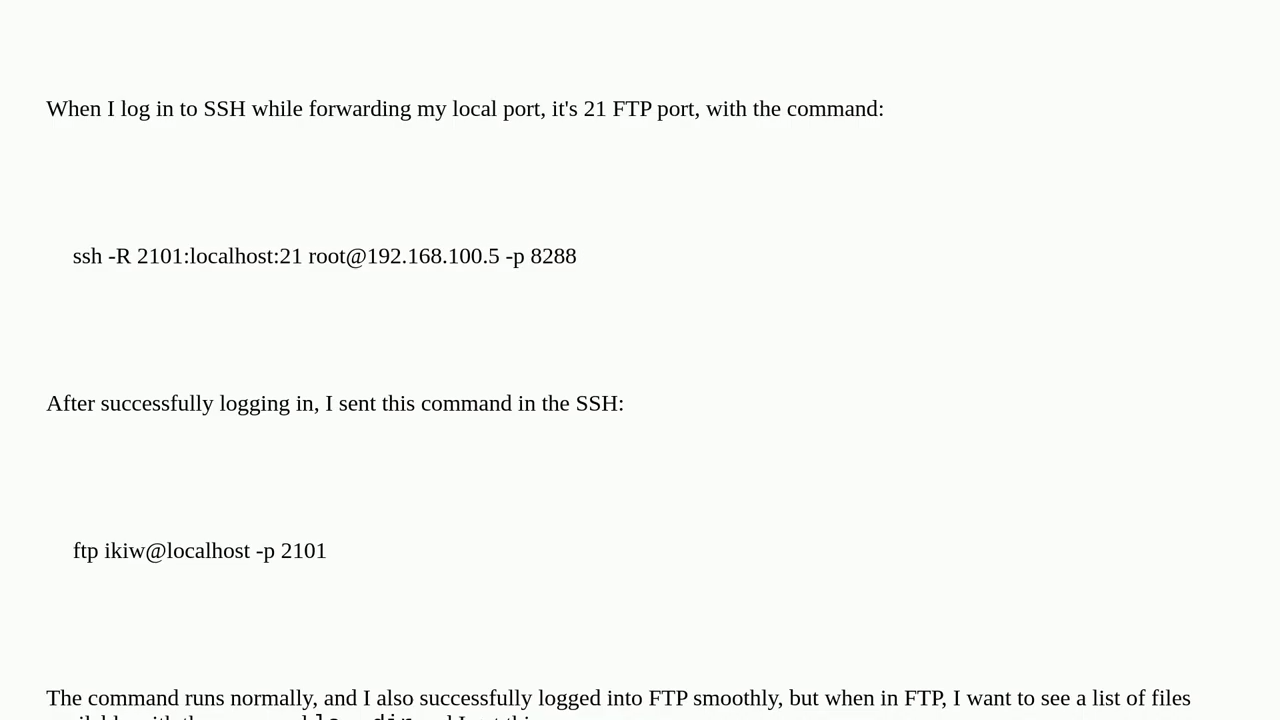 When I log in to SSH while forwarding my local port, it's 21 FTP port, with the command:
ssh -R 2101:localhost:21 root@192.168.100.5 -p 8288
After successfully logging in, I sent this command in the SSH:
ftp ikiw@localhost -p 2101
The command runs normally, and I also successfully logged into FTP smoothly, but when in FTP, I want to see a list of files